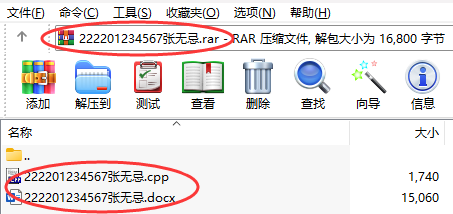 文件(F) 命令(C) 工具(S) 收藏夹(O) 选项(N) 帮助(H)
222201234567张无忌.rar - RAR 压缩文件, 解包大小为 16,800 字节
添加 解压到 测试 查看 删除 查找 向导 信息
名称 大小
..
222201234567张无忌.cpp 1,740
222201234567张无忌.docx 15,060